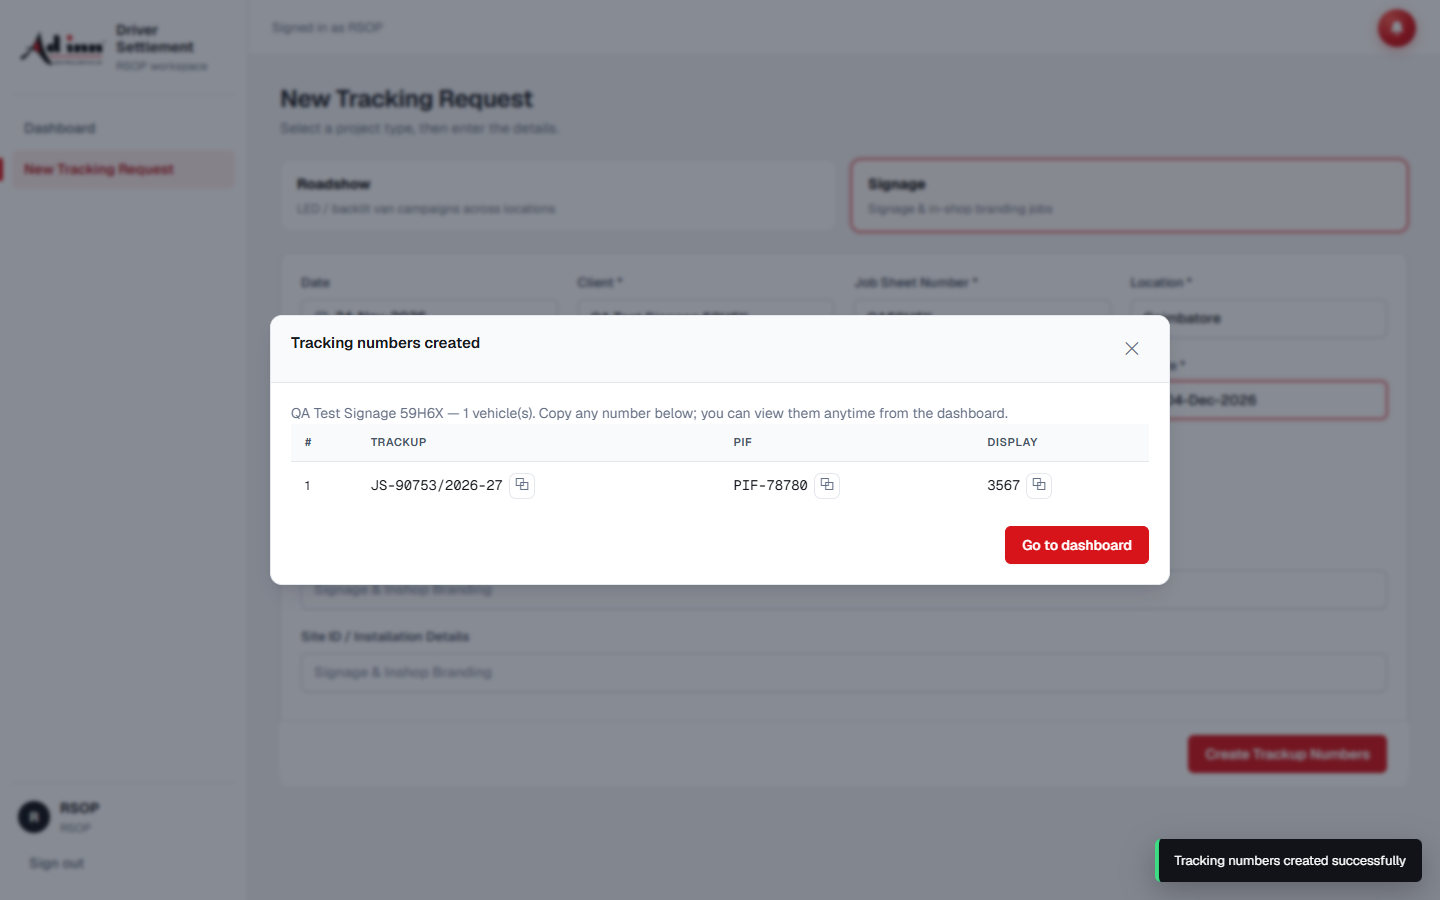 Ad inn
Driver
Settlement
RSOP workspace
Signed in as RSOP
Dashboard
New Tracking Request
New Tracking Request
Select a project type, then enter the details.
Roadshow
LED / backlit van campaigns across locations
Signage
Signage & in-shop branding jobs
Date
Client *
Job Sheet Number *
Location *
Tracking numbers created
QA Test Signage 59H6X — 1 vehicle(s). Copy any number below; you can view them anytime from the dashboard.
# TRACKUP PIF DISPLAY
1 JS-90753/2026-27 PIF-78780 3567
Go to dashboard
04-Dec-2026
Signage & Inshop Branding
Site ID / Installation Details
Signage & Inshop Branding
Create Trackup Numbers
R
RSOP
RSOP
Sign out
Tracking numbers created successfully